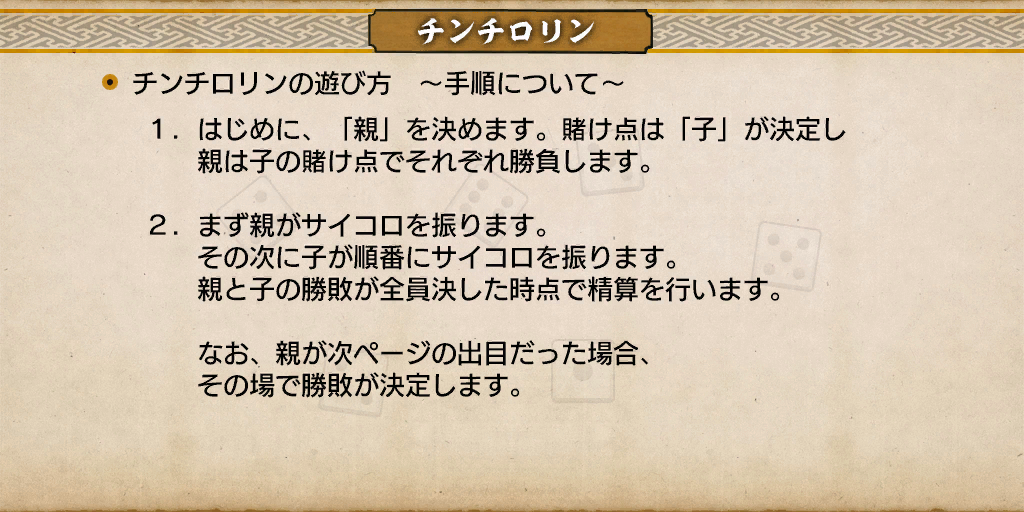 チンチロリン
チンチロリンの遊び方　～手順について～
１．はじめに、「親」を決めます。賭け点は「子」が決定し
親は子の賭け点でそれぞれ勝負します。
２．まず親がサイコロを振ります。
その次に子が順番にサイコロを振ります。
親と子の勝敗が全員決した時点で精算を行います。
なお、親が次ページの出目だった場合、
その場で勝敗が決定します。